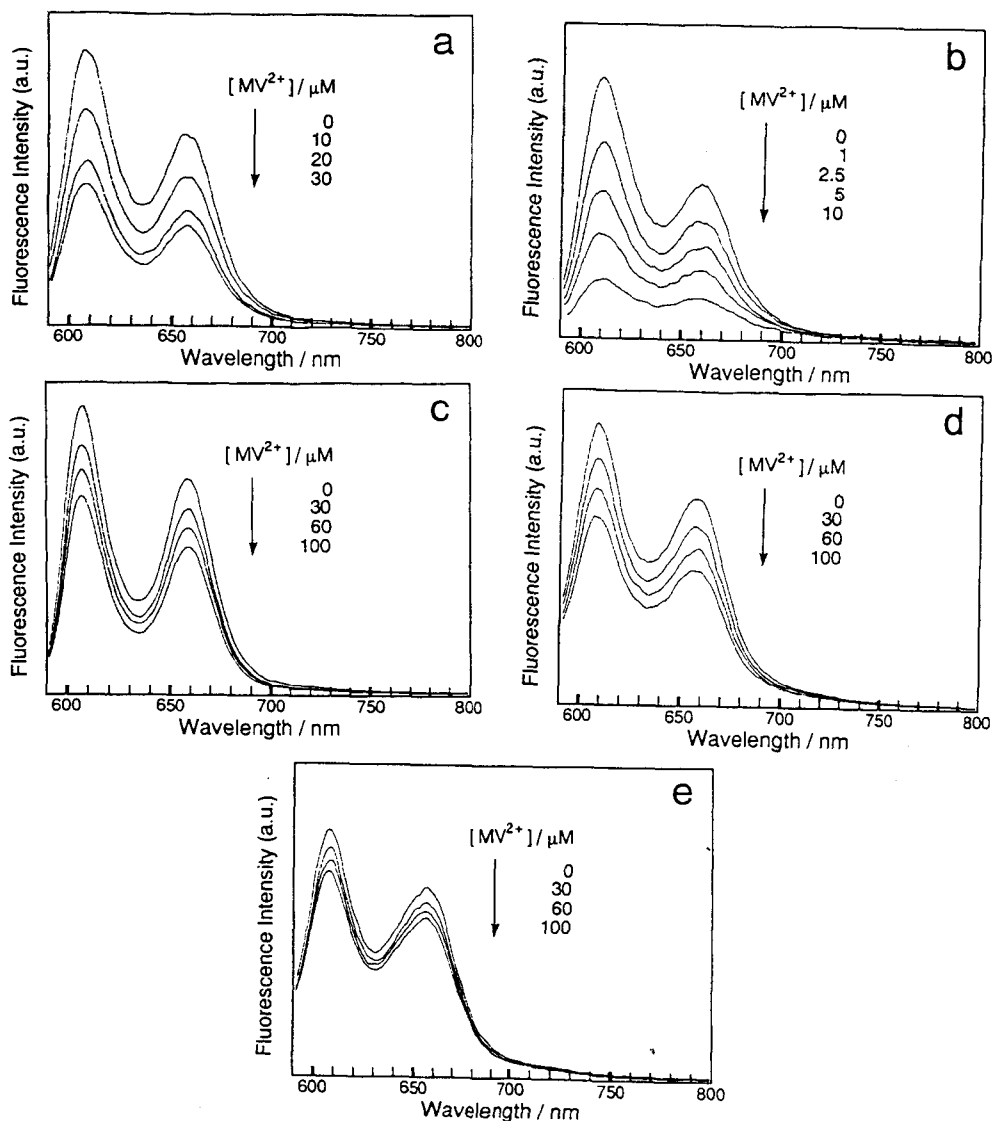 a
Fluorescence Intensity (a.u.)
[MV²⁺]/ μM
0
10
20
30
600 650 700 750 800
Wavelength / nm
b
Fluorescence Intensity (a.u.)
[MV²⁺]/ μM
0
1
2.5
5
10
600 650 700 750 800
Wavelength / nm
c
Fluorescence Intensity (a.u.)
[MV²⁺]/ μM
0
30
60
100
600 650 700 750 800
Wavelength / nm
d
Fluorescence Intensity (a.u.)
[MV²⁺]/ μM
0
30
60
100
600 650 700 750 800
Wavelength / nm
e
Fluorescence Intensity (a.u.)
[MV²⁺]/ μM
0
30
60
100
600 650 700 750 800
Wavelength / nm